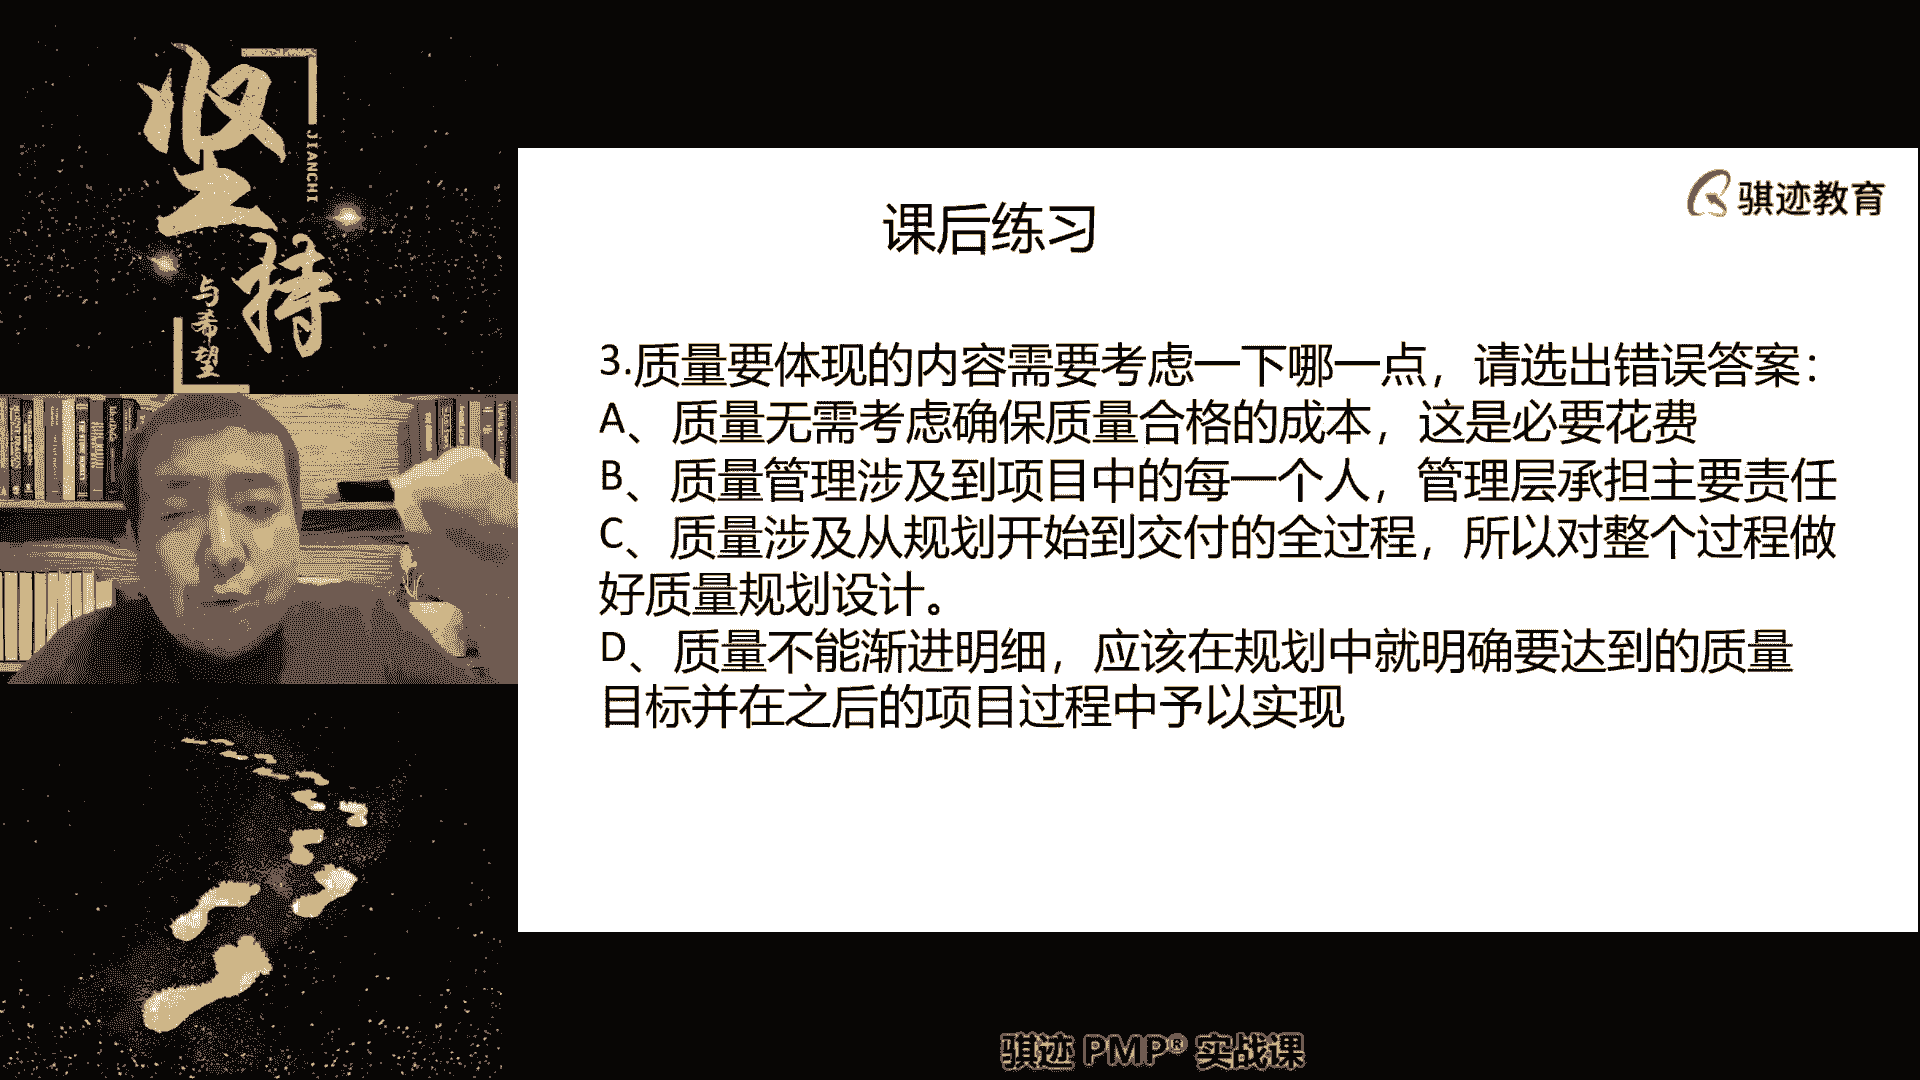 坚持
JIANCHI
与希望
骐迹教育
课后练习
3.质量要体现的内容需要考虑一下哪一点，请选出错误答案：
A、质量无需考虑确保质量合格的成本，这是必要花费
B、质量管理涉及到项目中的每一个人，管理层承担主要责任
C、质量涉及从规划开始到交付的全过程，所以对整个过程做
好质量规划设计。
D、质量不能渐进明细，应该在规划中就明确要达到的质量
目标并在之后的项目过程中予以实现
骐迹 PMP® 实战课